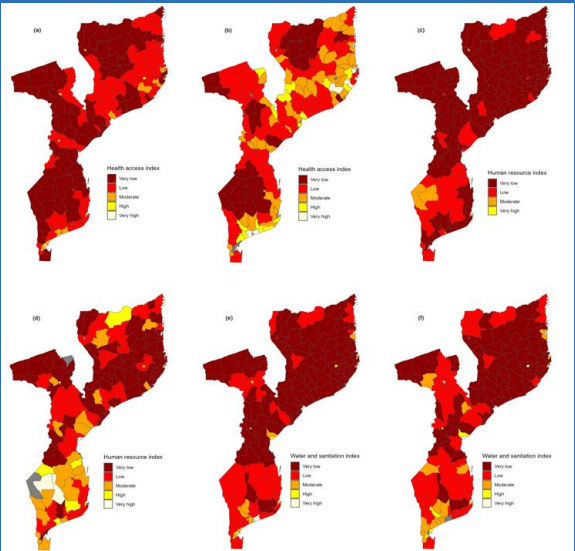 (a)
Health access index
Very low
Low
Moderate
High
Very high
(b)
Health access index
Very low
Low
Moderate
High
Very high
(c)
Human resource index
Very low
Low
Moderate
High
Very high
(d)
Human resource index
Very low
Low
Moderate
High
Very high
(e)
Water and sanitation index
Very low
Low
Moderate
High
Very high
(f)
Water and sanitation index
Very low
Low
Moderate
High
Very high